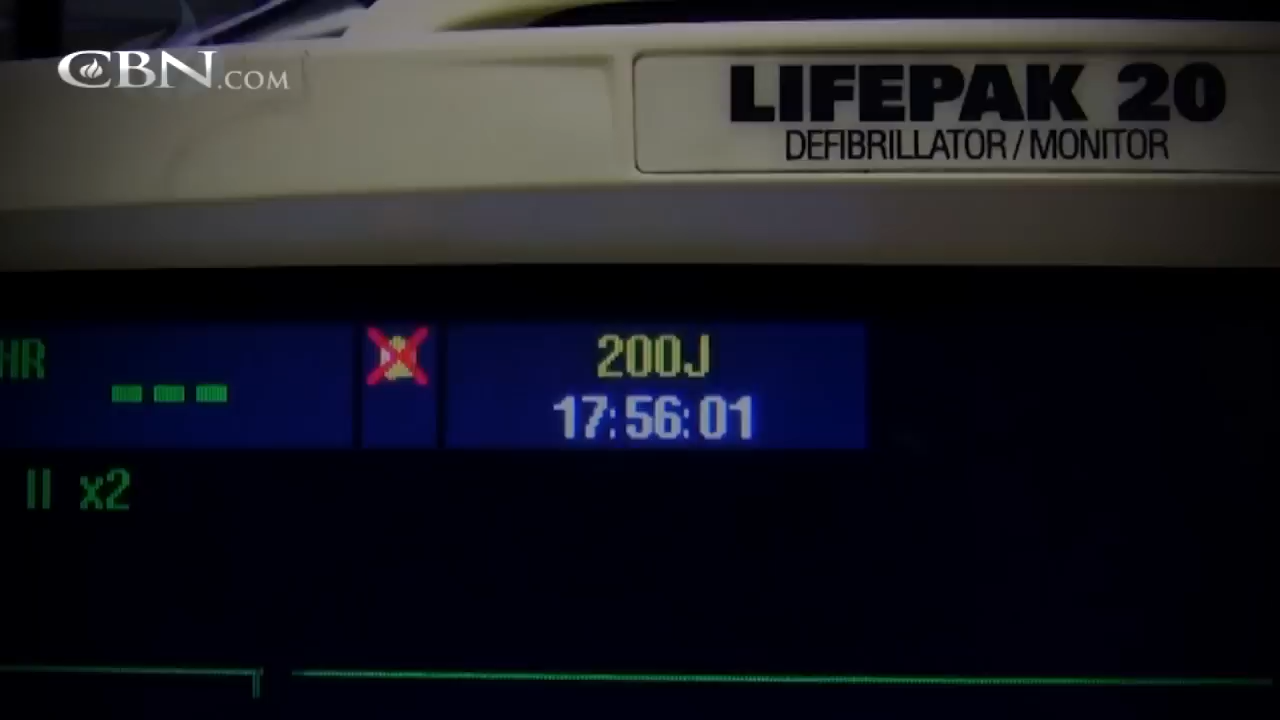 CBN.COM
LIFEPAK 20
DEFIBRILLATOR/MONITOR
HR
---
200J
17:56:01
II x2